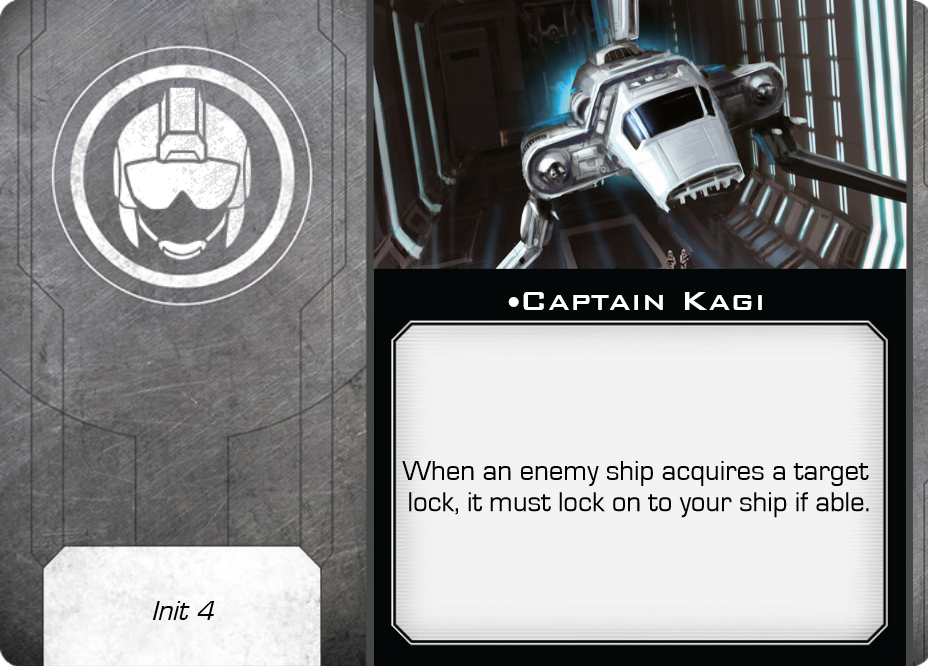 •Captain Kagi
When an enemy ship acquires a target
lock, it must lock on to your ship if able.
Init 4